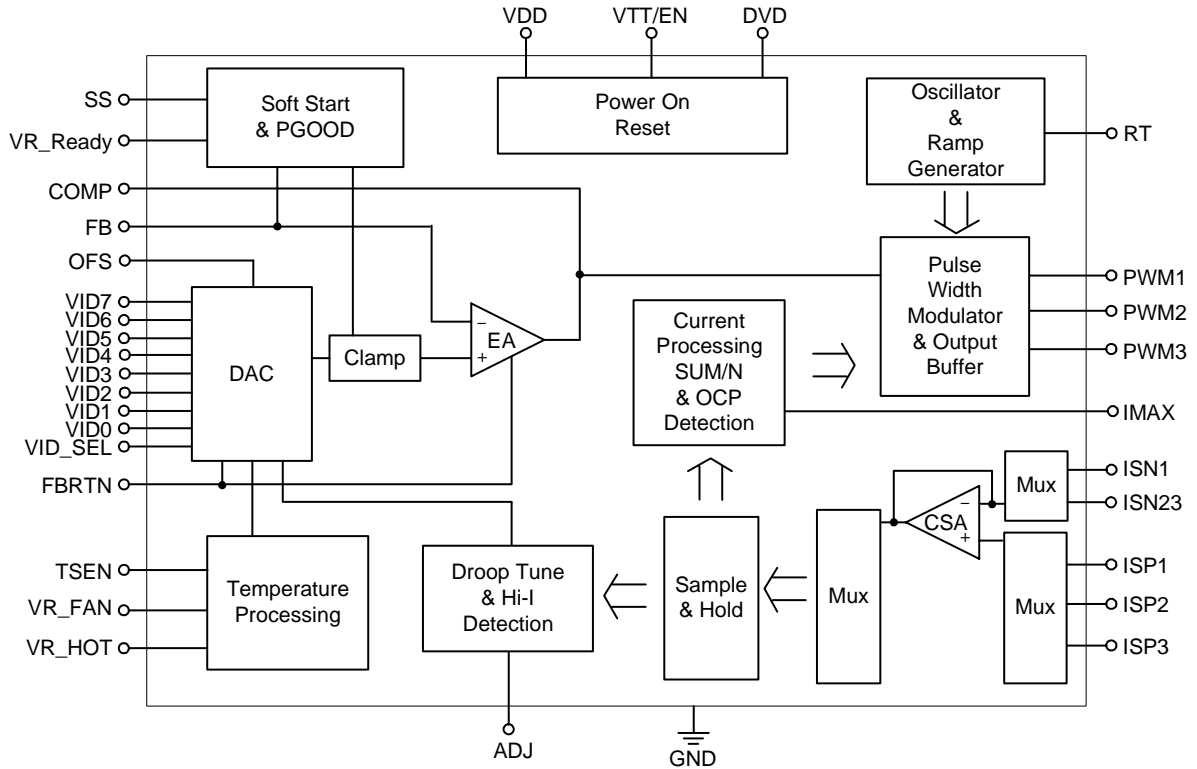 VDD
VTT/EN
DVD
SS
VR_Ready
COMP
FB
OFS
VID7
VID6
VID5
VID4
VID3
VID2
VID1
VID0
VID_SEL
FBRTN
TSEN
VR_FAN
VR_HOT
Soft Start
& PGOOD
Power On
Reset
Oscillator
&
Ramp
Generator
RT
DAC
Clamp
−
EA
+
Current
Processing
SUM/N
& OCP
Detection
Pulse
Width
Modulator
& Output
Buffer
PWM1
PWM2
PWM3
IMAX
ISN1
ISN23
Mux
−
CSA
+
Temperature
Processing
Droop Tune
& Hi-I
Detection
Sample
& Hold
Mux
Mux
ISP1
ISP2
ISP3
ADJ
GND